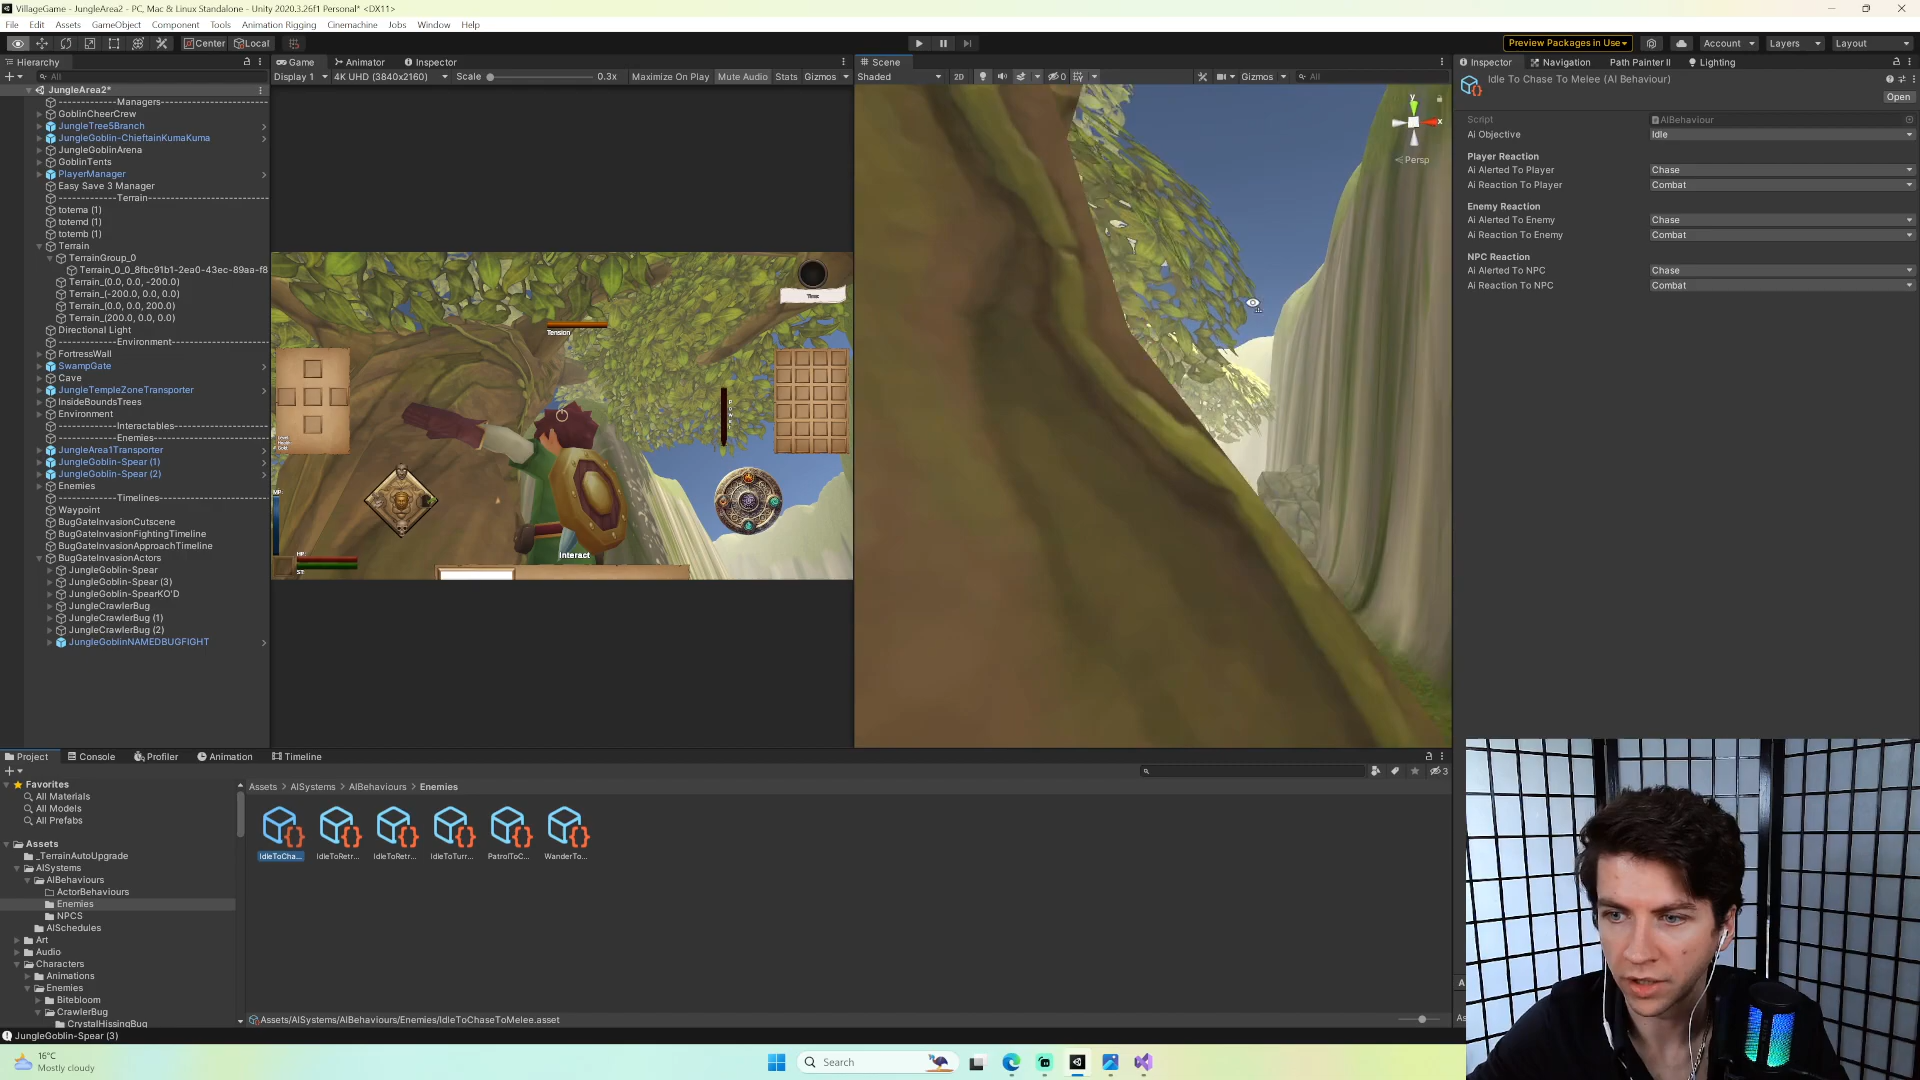 VillageGame - JungleArea2 - PC, Mac & Linux Standalone - Unity 2020.3.26f1 Personal* <DX11>
File Edit Assets GameObject Component Tools Animation Rigging Cinemachine Jobs Window Help
Center Local
Preview Packages in Use Account Layers Layout
Hierarchy
All
JungleArea2*
------------Managers------------
GoblinCheerCrew
JungleTree5Branch
JungleGoblin-ChieftainKumaKuma
JungleGoblinArena
GoblinTents
PlayerManager
Easy Save 3 Manager
------------Terrain------------
totema (1)
totemd (1)
totemb (1)
Terrain
TerrainGroup_0
Terrain_0_0_8fbc91b1-2ea0-43ec-89aa-f8
Terrain_(0.0, 0.0, -200.0)
Terrain_(-200.0, 0.0, 0.0)
Terrain_(0.0, 0.0, 200.0)
Terrain_(200.0, 0.0, 0.0)
Directional Light
------------Environment------------
FortressWall
SwampGate
Cave
JungleTempleZoneTransporter
InsideBoundsTrees
Environment
------------Interactables------------
------------Enemies------------
JungleArea1Transporter
JungleGoblin-Spear (1)
JungleGoblin-Spear (2)
Enemies
------------Timelines------------
Waypoint
BugGateInvasionCutscene
BugGateInvasionFightingTimeline
BugGateInvasionApproachTimeline
BugGateInvasionActors
JungleGoblin-Spear
JungleGoblin-Spear (3)
JungleGoblin-SpearKO'D
JungleCrawlerBug
JungleCrawlerBug (1)
JungleCrawlerBug (2)
JungleGoblinNAMEDBUGFIGHT
Game Animator Inspector
Display 1 4K UHD (3840x2160) Scale 0.3x Maximize On Play Mute Audio Stats Gizmos
Time:
Tension
MP:
HP:
ST:
Interact
Scene
Shaded 2D 0 Gizmos All
y
x
Persp
Inspector Navigation Path Painter II Lighting
Idle To Chase To Melee (AI Behaviour)
Open
Script AIBehaviour
Ai Objective Idle
Player Reaction
Ai Alerted To Player Chase
Ai Reaction To Player Combat
Enemy Reaction
Ai Alerted To Enemy Chase
Ai Reaction To Enemy Combat
NPC Reaction
Ai Alerted To NPC Chase
Ai Reaction To NPC Combat
Project Console Profiler Animation Timeline
3
Favorites
All Materials
All Models
All Prefabs
Assets
_TerrainAutoUpgrade
AISystems
AIBehaviours
ActorBehaviours
Enemies
NPCS
AISchedules
Art
Audio
Characters
Animations
Enemies
Bitebloom
CrawlerBug
CrystalHissingBug
Assets AISystems AIBehaviours Enemies
IdleToCha... IdleToRetr... IdleToRetr... IdleToTurr... PatrolToC... WanderTo...
Assets/AISystems/AIBehaviours/Enemies/IdleToChaseToMelee.asset
JungleGoblin-Spear (3)
16°C
Mostly cloudy
Search